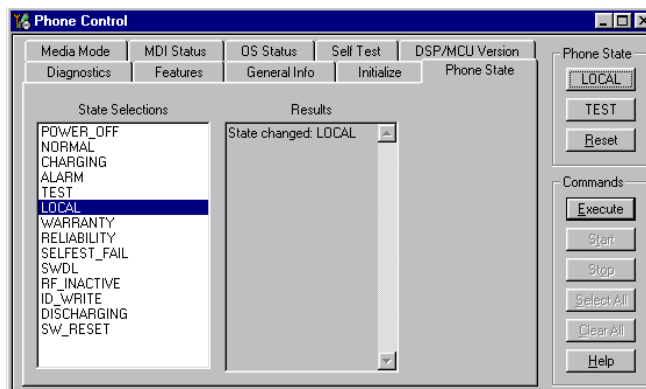 Phone Control
Media Mode
MDI Status
OS Status
Self Test
DSP/MCU Version
Diagnostics
Features
General Info
Initialize
Phone State
State Selections
POWER_OFF
NORMAL
CHARGING
ALARM
TEST
LOCAL
WARRANTY
RELIABILITY
SELFEST_FAIL
SWDL
RF_INACTIVE
ID_WRITE
DISCHARGING
SW_RESET
Results
State changed: LOCAL
Phone State
LOCAL
TEST
Reset
Commands
Execute
Start
Stop
Select All
Clear All
Help